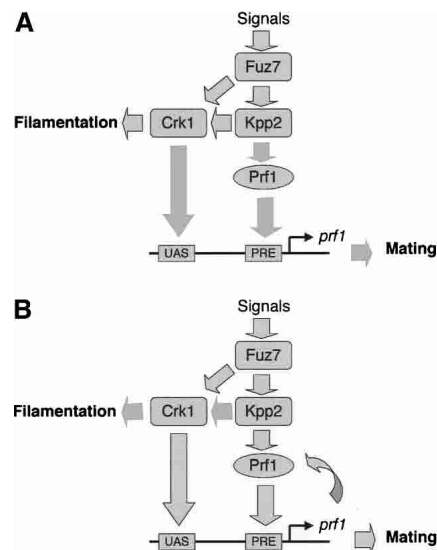 A
Signals
Fuz7
Filamentation Crk1 Kpp2
Prf1
prf1
UAS PRE Mating
B
Signals
Fuz7
Filamentation Crk1 Kpp2
Prf1
prf1
UAS PRE Mating